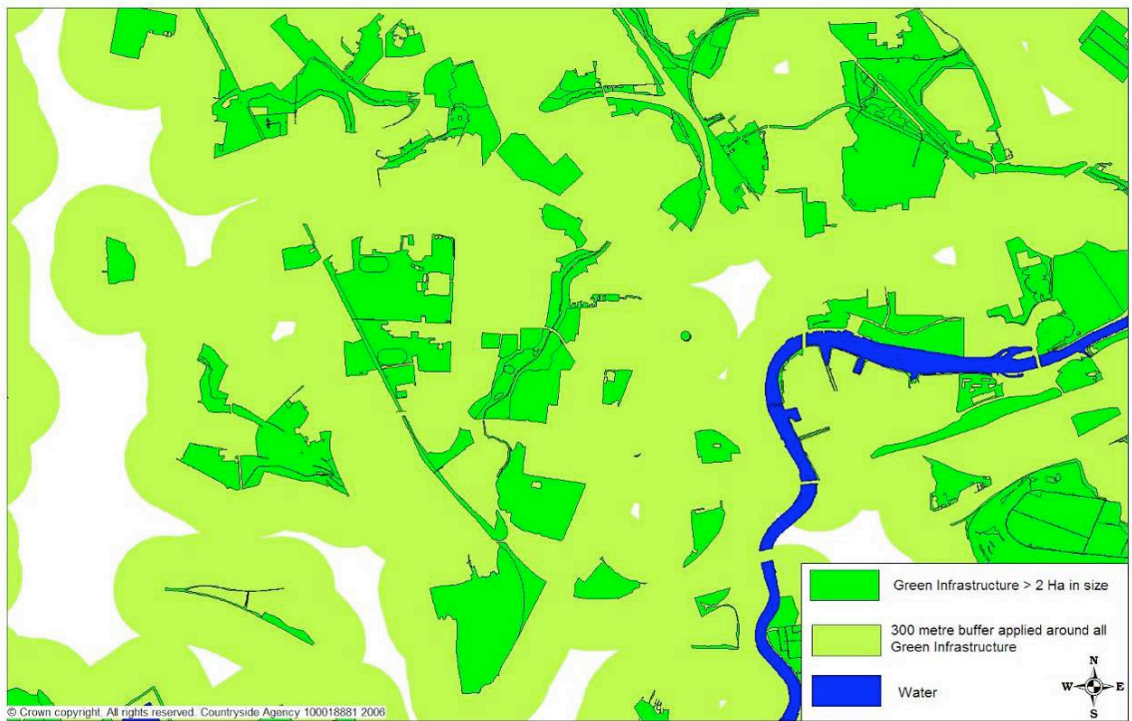 Green Infrastructure > 2 Ha in size
300 metre buffer applied around all
Green Infrastructure
Water
N
W E
S
© Crown copyright. All rights reserved. Countryside Agency 100018881 2006